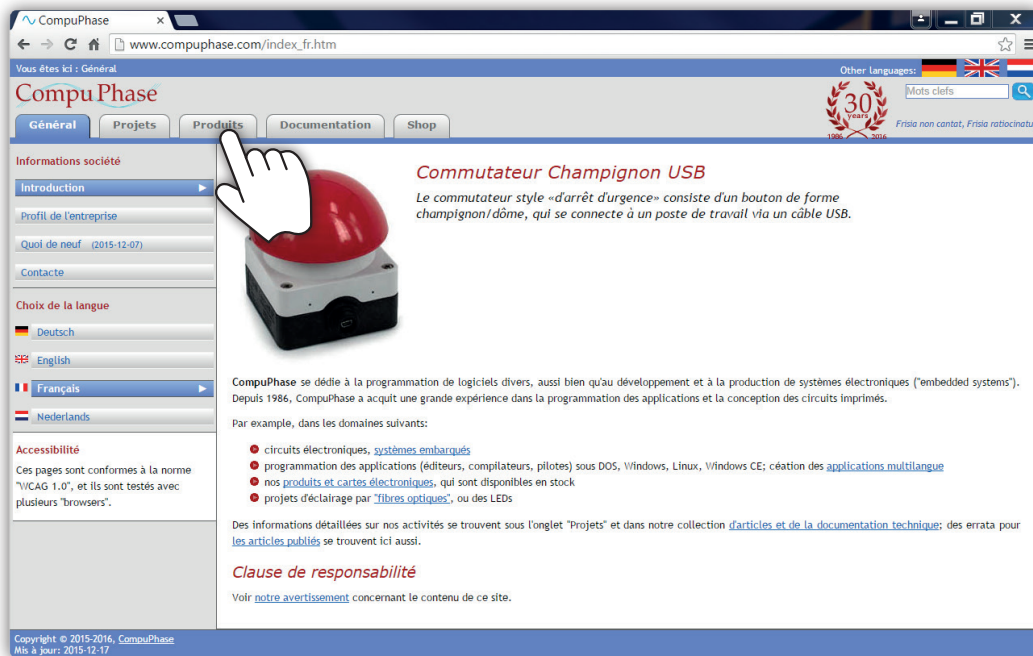 CompuPhase
www.compuphase.com/index_fr.htm
Vous êtes ici : Général
Other languages:
CompuPhase
30
years
1986
2016
Mots clefs
Frisia non cantat, Frisia ratiocinatu
Général
Projets
Produits
Documentation
Shop
Informations société
Introduction
Profil de l'entreprise
Quoi de neuf (2015-12-07)
Contacte
Choix de la langue
Deutsch
English
Français
Nederlands
Accessibilité
Ces pages sont conformes à la norme
"WCAG 1.0", et ils sont testés avec
plusieurs "browsers".
Commutateur Champignon USB
Le commutateur style «d'arrêt d'urgence» consiste d'un bouton de forme
champignon/dôme, qui se connecte à un poste de travail via un câble USB.
CompuPhase se dédie à la programmation de logiciels divers, aussi bien qu'au développement et à la production de systèmes électroniques ("embedded systems").
Depuis 1986, CompuPhase a acquit une grande expérience dans la programmation des applications et la conception des circuits imprimés.
Par exemple, dans les domaines suivants:
circuits électroniques, systèmes embarqués
programmation des applications (éditeurs, compilateurs, pilotes) sous DOS, Windows, Linux, Windows CE; céation des applications multilangue
nos produits et cartes électroniques, qui sont disponibles en stock
projets d'éclairage par "fibres optiques", ou des LEDs
Des informations détaillées sur nos activités se trouvent sous l'onglet "Projets" et dans notre collection d'articles et de la documentation technique; des errata pour
les articles publiés se trouvent ici aussi.
Clause de responsabilité
Voir notre avertissement concernant le contenu de ce site.
Copyright © 2015-2016, CompuPhase
Mis à jour: 2015-12-17